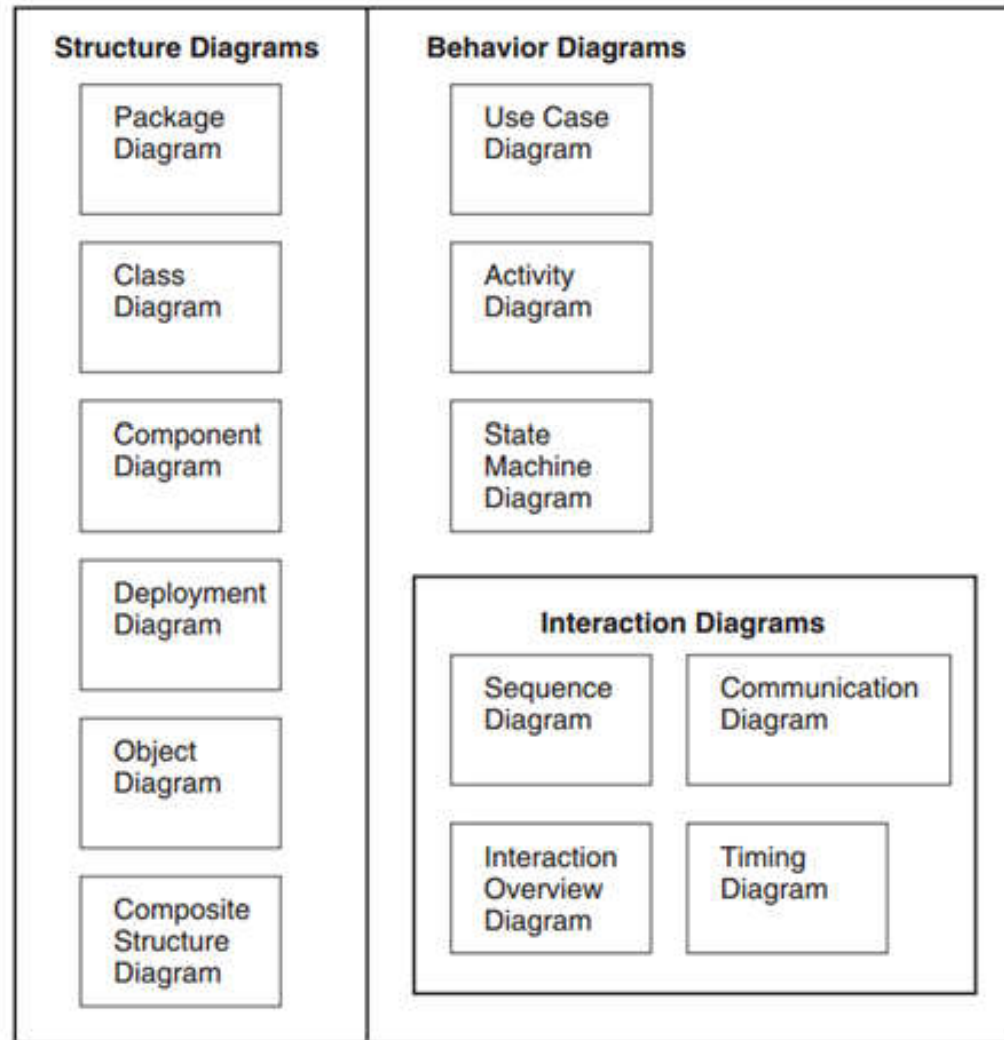 Structure Diagrams
Package
Diagram
Class
Diagram
Component
Diagram
Deployment
Diagram
Object
Diagram
Composite
Structure
Diagram
Behavior Diagrams
Use Case
Diagram
Activity
Diagram
State
Machine
Diagram
Interaction Diagrams
Sequence
Diagram
Communication
Diagram
Interaction
Overview
Diagram
Timing
Diagram